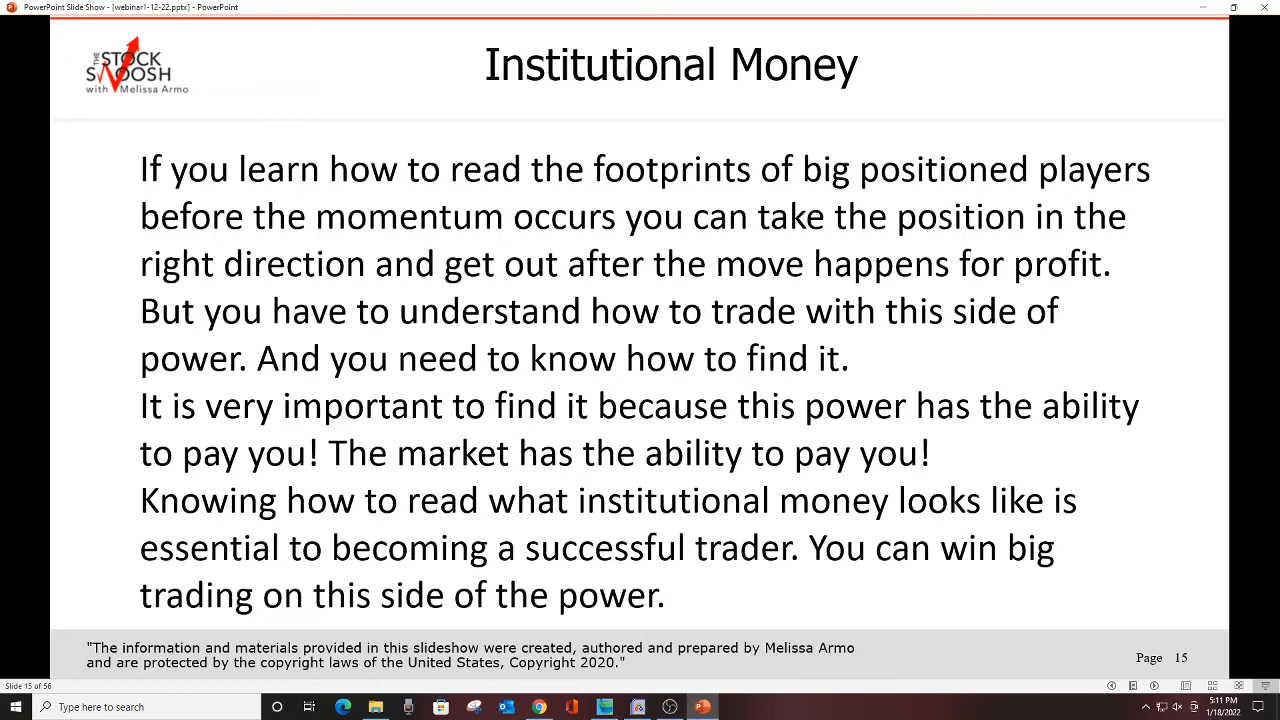 PowerPoint Slide Show - [webinar1-12-22.pptx] - PowerPoint
THE
STOCK
SWOOSH
with Melissa Armo
Institutional Money
If you learn how to read the footprints of big positioned players
before the momentum occurs you can take the position in the
right direction and get out after the move happens for profit.
But you have to understand how to trade with this side of
power. And you need to know how to find it.
It is very important to find it because this power has the ability
to pay you! The market has the ability to pay you!
Knowing how to read what institutional money looks like is
essential to becoming a successful trader. You can win big
trading on this side of the power.
"The information and materials provided in this slideshow were created, authored and prepared by Melissa Armo
and are protected by the copyright laws of the United States, Copyright 2020."
Page 15
Slide 15 of 56
Type here to search
5:11 PM
1/18/2022